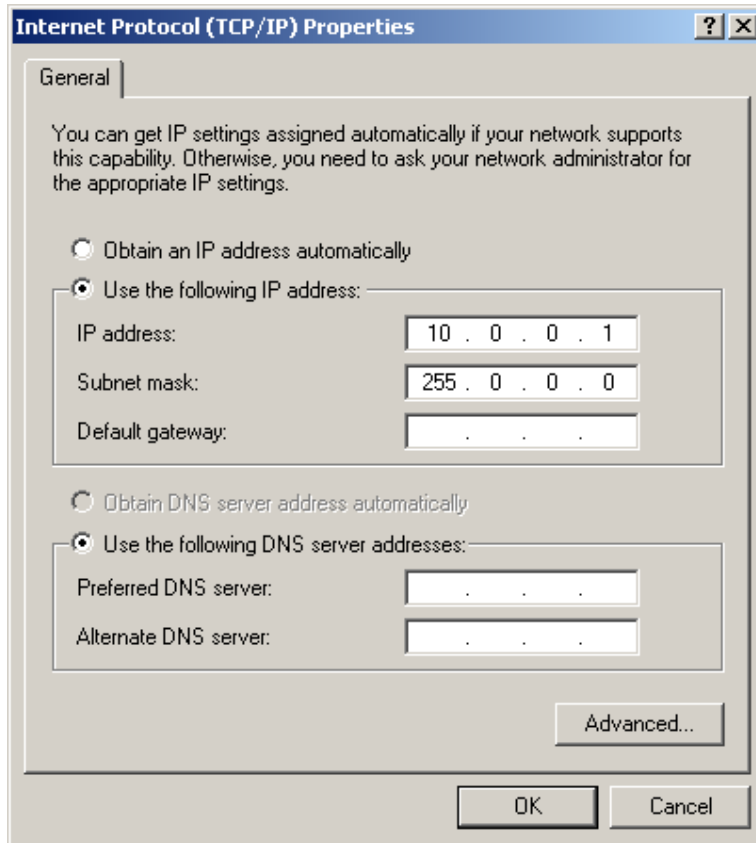 Internet Protocol (TCP/IP) Properties
General
You can get IP settings assigned automatically if your network supports
this capability. Otherwise, you need to ask your network administrator for
the appropriate IP settings.
Obtain an IP address automatically
Use the following IP address:
IP address: 10 . 0 . 0 . 1
Subnet mask: 255 . 0 . 0 . 0
Default gateway: . . .
Obtain DNS server address automatically
Use the following DNS server addresses:
Preferred DNS server: . . .
Alternate DNS server: . . .
Advanced...
OK Cancel